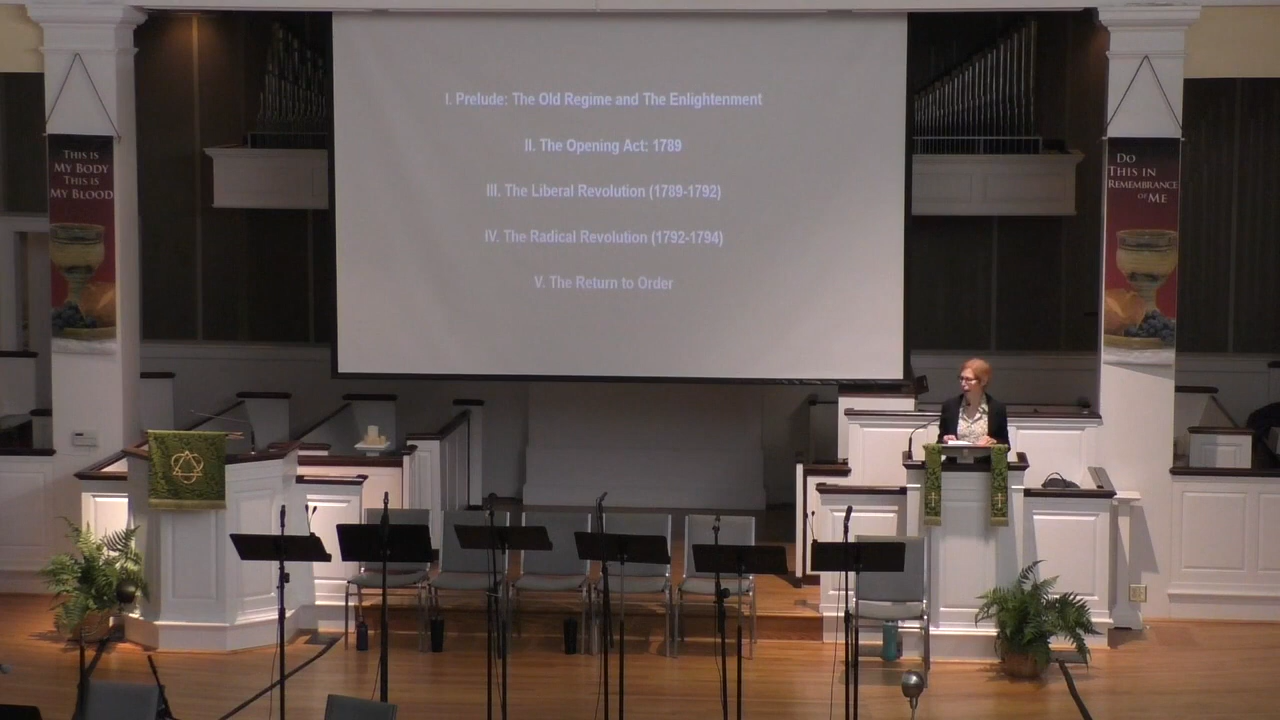 I. Prelude: The Old Regime and The Enlightenment
II. The Opening Act: 1789
III. The Liberal Revolution (1789-1792)
IV. The Radical Revolution (1792-1794)
V. The Return to Order
THIS IS
MY BODY
THIS IS
MY BLOOD
DO
THIS IN
REMEMBRANCE
OF ME